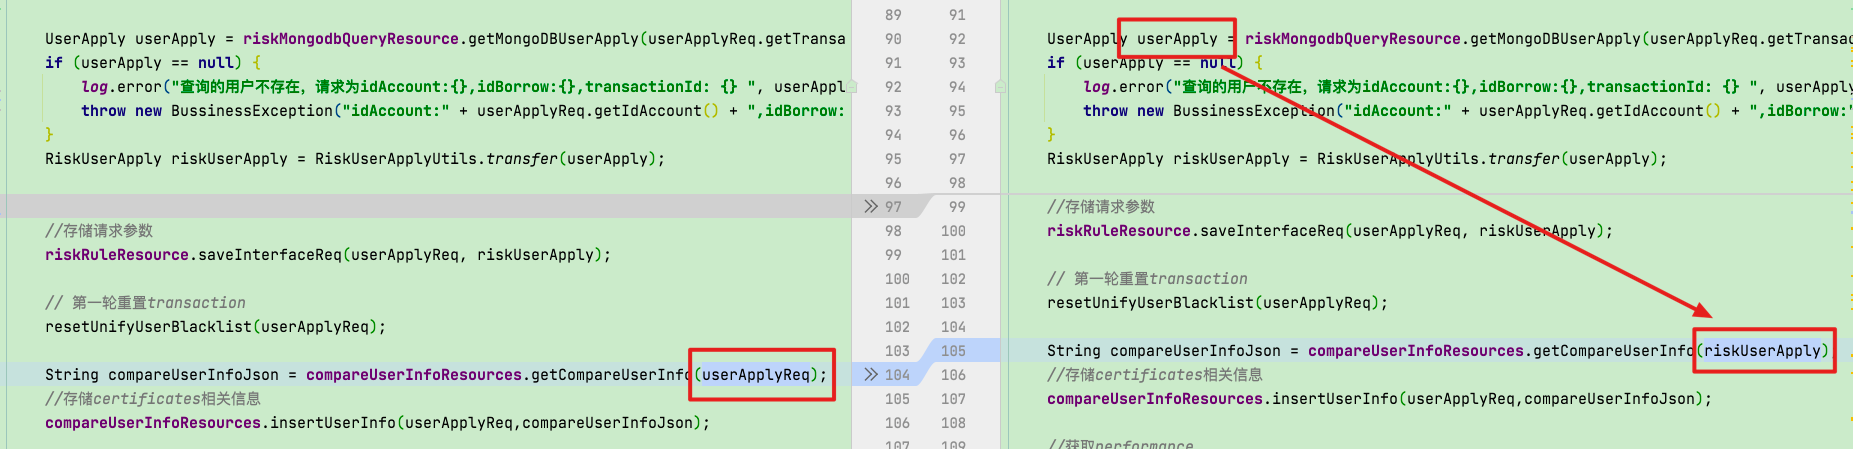 89 91
UserApply userApply = riskMongodbQueryResource.getMongoDBUserApply(userApplyReq.getTransa 90 92 UserApply userApply = riskMongodbQueryResource.getMongoDBUserApply(userApplyReq.getTransac
if (userApply == null) { 91 93 if (userApply == null) {
log.error("查询的用户不存在，请求为idAccount:{},idBorrow:{},transactionId: {} ", userAppl 92 94 log.error("查询的用户不存在，请求为idAccount:{},idBorrow:{},transactionId: {} ", userApply
throw new BussinessException("idAccount:" + userApplyReq.getIdAccount() + ",idBorrow: 93 95 throw new BussinessException("idAccount:" + userApplyReq.getIdAccount() + ",idBorrow:"
} 94 96 }
RiskUserApply riskUserApply = RiskUserApplyUtils.transfer(userApply); 95 97 RiskUserApply riskUserApply = RiskUserApplyUtils.transfer(userApply);
96 98
97 99 //存储请求参数
//存储请求参数 98 100 riskRuleResource.saveInterfaceReq(userApplyReq, riskUserApply);
riskRuleResource.saveInterfaceReq(userApplyReq, riskUserApply); 99 101
100 102 // 第一轮重置transaction
// 第一轮重置transaction 101 103 resetUnifyUserBlacklist(userApplyReq);
resetUnifyUserBlacklist(userApplyReq); 102 104
103 105 String compareUserInfoJson = compareUserInfoResources.getCompareUserInfo(riskUserApply)
String compareUserInfoJson = compareUserInfoResources.getCompareUserInfo(userApplyReq); 104 106 //存储certificates相关信息
//存储certificates相关信息 105 107 compareUserInfoResources.insertUserInfo(userApplyReq,compareUserInfoJson);
compareUserInfoResources.insertUserInfo(userApplyReq,compareUserInfoJson); 106 108
107 109 //获取performance